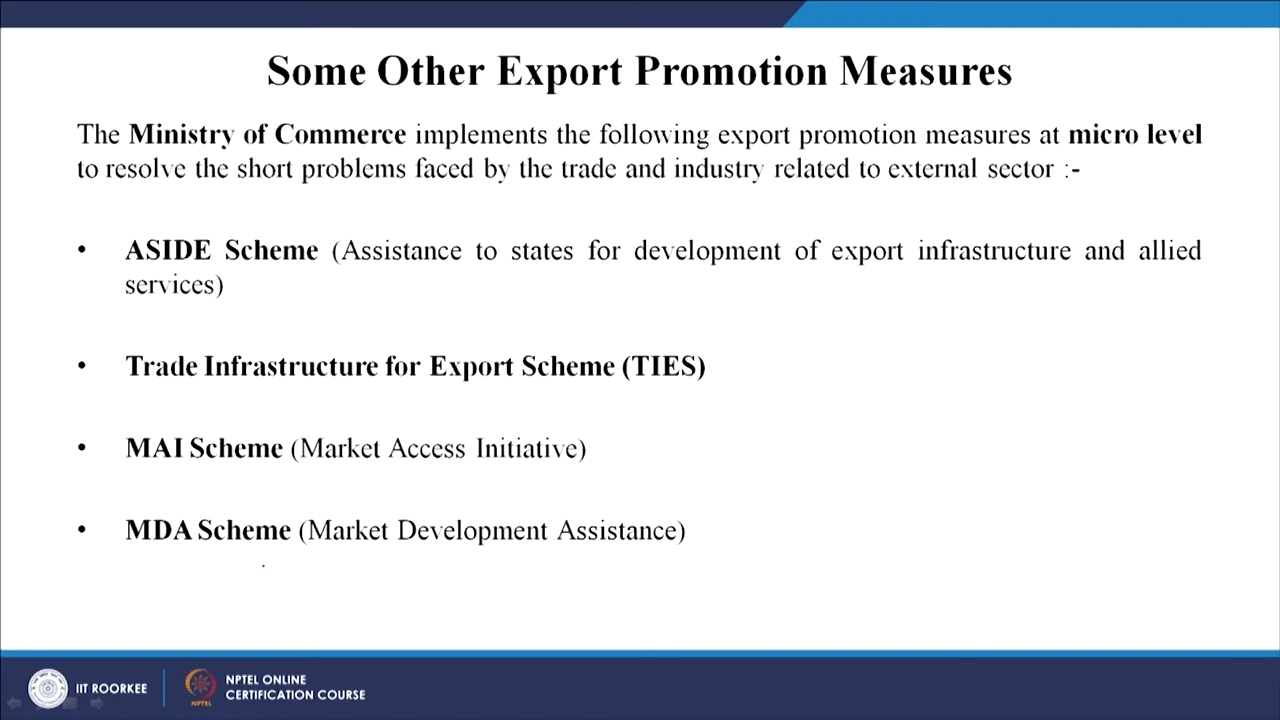 Some Other Export Promotion Measures
The Ministry of Commerce implements the following export promotion measures at micro level
to resolve the short problems faced by the trade and industry related to external sector :-
• ASIDE Scheme (Assistance to states for development of export infrastructure and allied
services)
• Trade Infrastructure for Export Scheme (TIES)
• MAI Scheme (Market Access Initiative)
• MDA Scheme (Market Development Assistance)
IIT ROORKEE
NPTEL
NPTEL ONLINE
CERTIFICATION COURSE